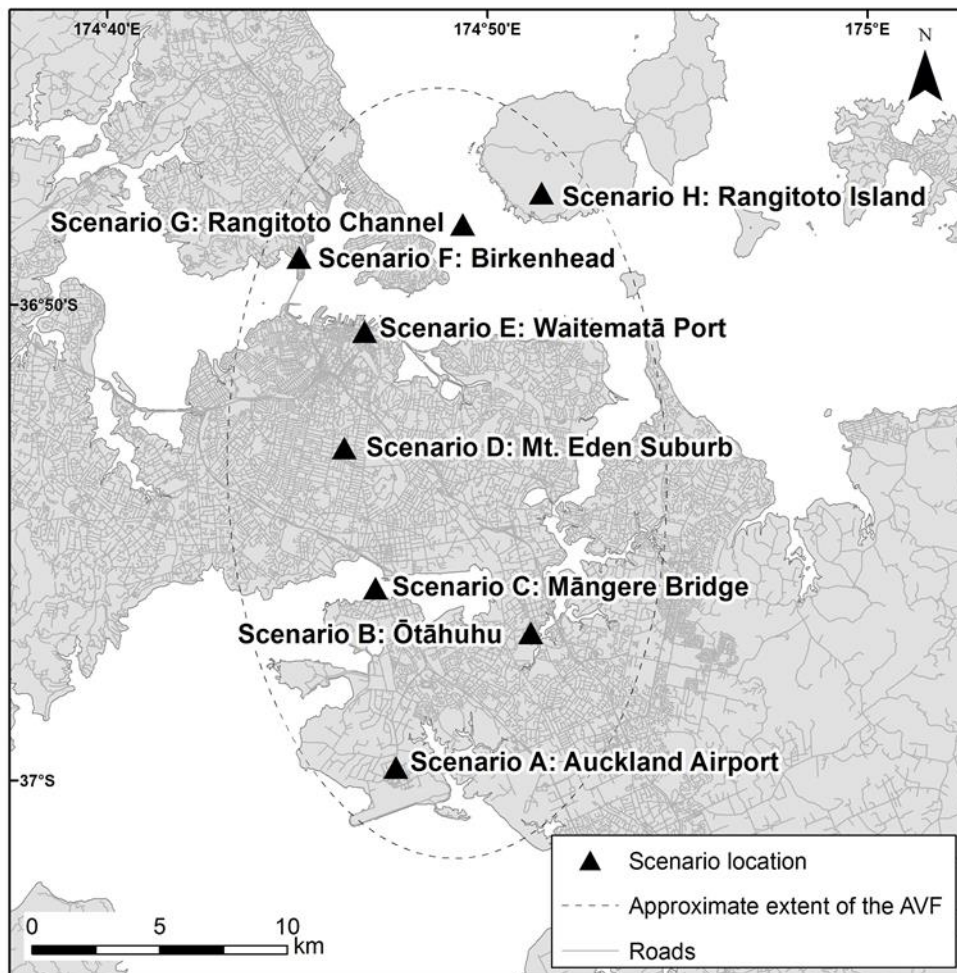 174°40'E
174°50'E
175°E
N
Scenario H: Rangitoto Island
Scenario G: Rangitoto Channel
Scenario F: Birkenhead
36°50'S
Scenario E: Waitematā Port
Scenario D: Mt. Eden Suburb
Scenario C: Māngere Bridge
Scenario B: Ōtāhuhu
Scenario A: Auckland Airport
37°S
Scenario location
Approximate extent of the AVF
Roads
0 5 10
km